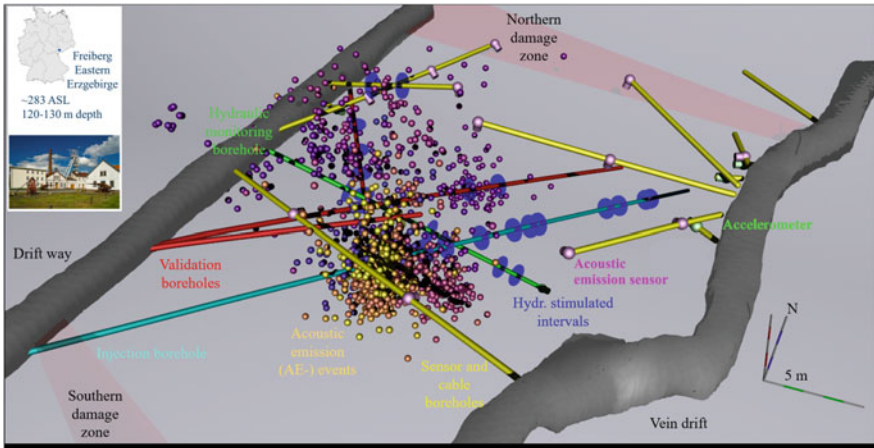 Freiberg
Eastern
Erzgebirge
~283 ASL
120-130 m depth
Northern
damage
zone
Hydraulic
monitoring
borehole
Drift way
Validation
boreholes
Injection borehole
Acoustic
emission
(AE-) events
Sensor and
cable
boreholes
Hydr. stimulated
intervals
Acoustic
emission sensor
Accelerometer
Southern
damage
zone
Vein drift
N
5 m